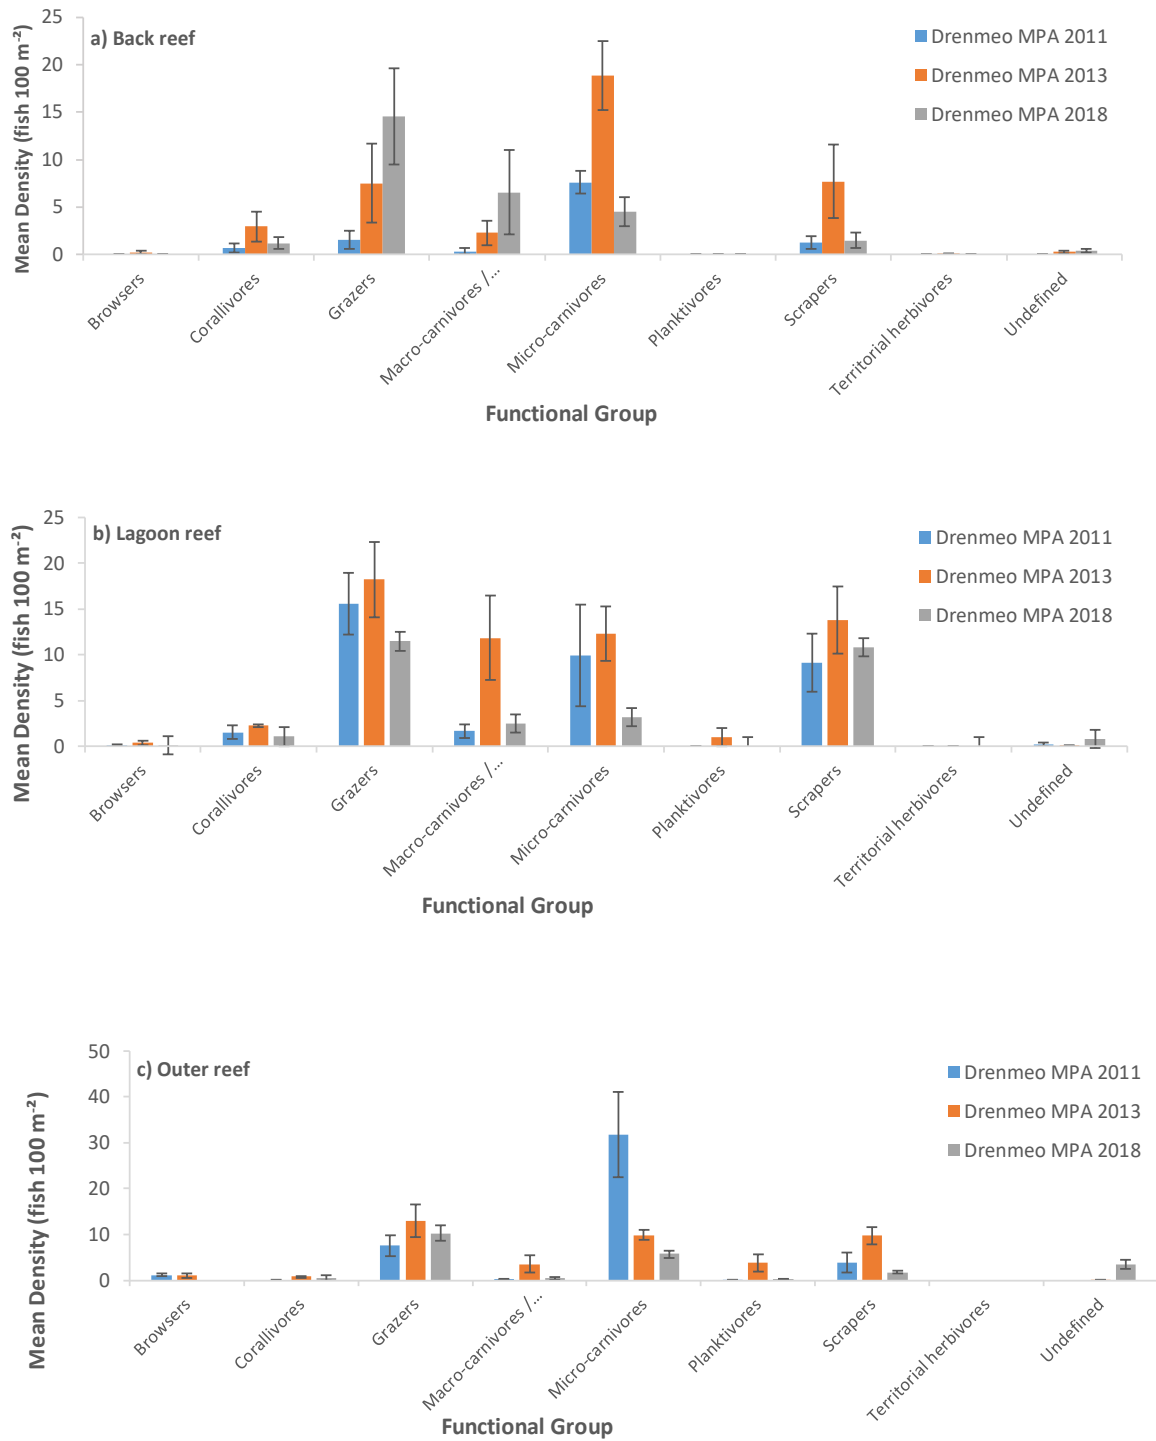 a) Back reef
Drenmeo MPA 2011
Drenmeo MPA 2013
Drenmeo MPA 2018
Mean Density (fish 100 m⁻²)
25
20
15
10
5
0
Browsers
Corallivores
Grazers
Macro-carnivores /...
Micro-carnivores
Planktivores
Scrapers
Territorial herbivores
Undefined
Functional Group
b) Lagoon reef
Drenmeo MPA 2011
Drenmeo MPA 2013
Drenmeo MPA 2018
Mean Density (fish 100 m⁻²)
25
20
15
10
5
0
Browsers
Corallivores
Grazers
Macro-carnivores /...
Micro-carnivores
Planktivores
Scrapers
Territorial herbivores
Undefined
Functional Group
c) Outer reef
Drenmeo MPA 2011
Drenmeo MPA 2013
Drenmeo MPA 2018
Mean Density (fish 100 m⁻²)
50
40
30
20
10
0
Browsers
Corallivores
Grazers
Macro-carnivores /...
Micro-carnivores
Planktivores
Scrapers
Territorial herbivores
Undefined
Functional Group